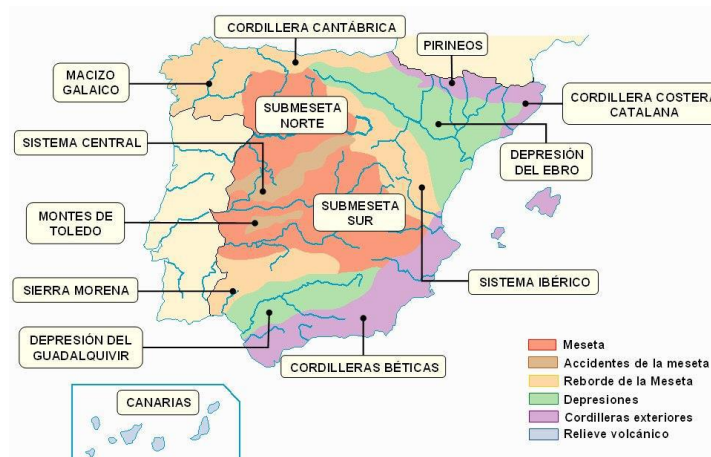 CORDILLERA CANTÁBRICA
PIRINEOS
MACIZO
GALAICO
CORDILLERA COSTERA
CATALANA
SUBMESETA
NORTE
SISTEMA CENTRAL
DEPRESIÓN
DEL EBRO
MONTES DE
TOLEDO
SUBMESETA
SUR
SISTEMA IBÉRICO
SIERRA MORENA
DEPRESIÓN DEL
GUADALQUIVIR
CORDILLERAS BÉTICAS
CANARIAS
Meseta
Accidentes de la meseta
Reborde de la Meseta
Depresiones
Cordilleras exteriores
Relieve volcánico